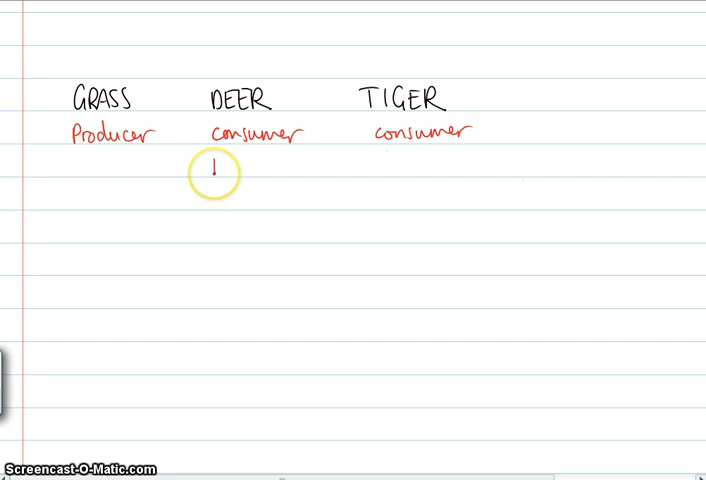 GRASS DEER TIGER
Producer consumer consumer
Screencast-O-Matic.com